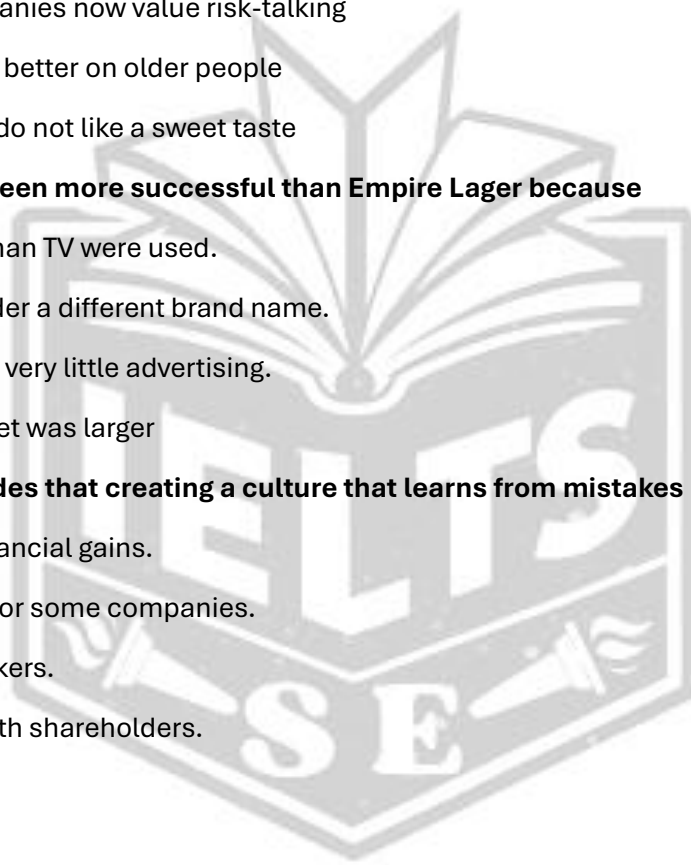 anies now value risk-talking
better on older people
do not like a sweet taste
een more successful than Empire Lager because
han TV were used.
der a different brand name.
very little advertising.
et was larger
des that creating a culture that learns from mistakes
ancial gains.
or some companies.
kers.
th shareholders.
IELTS
SE